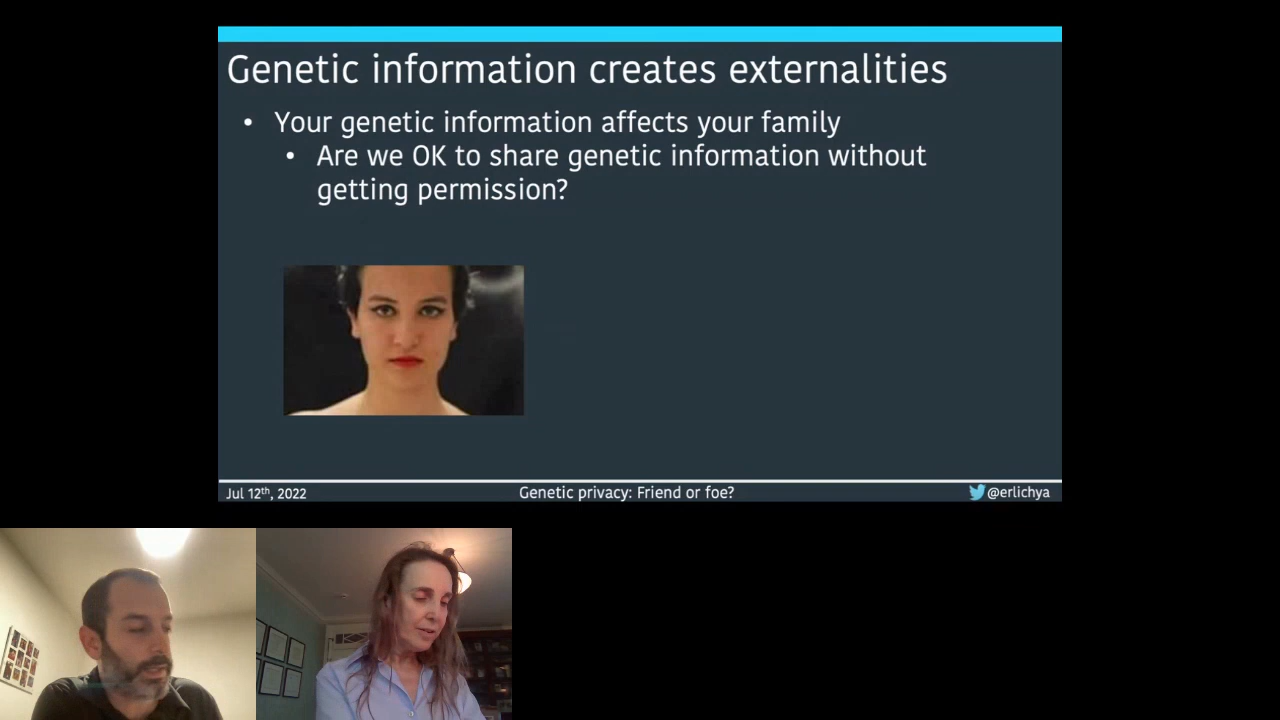 Genetic information creates externalities
• Your genetic information affects your family
• Are we OK to share genetic information without
getting permission?
Jul 12th, 2022
Genetic privacy: Friend or foe?
@erlichya